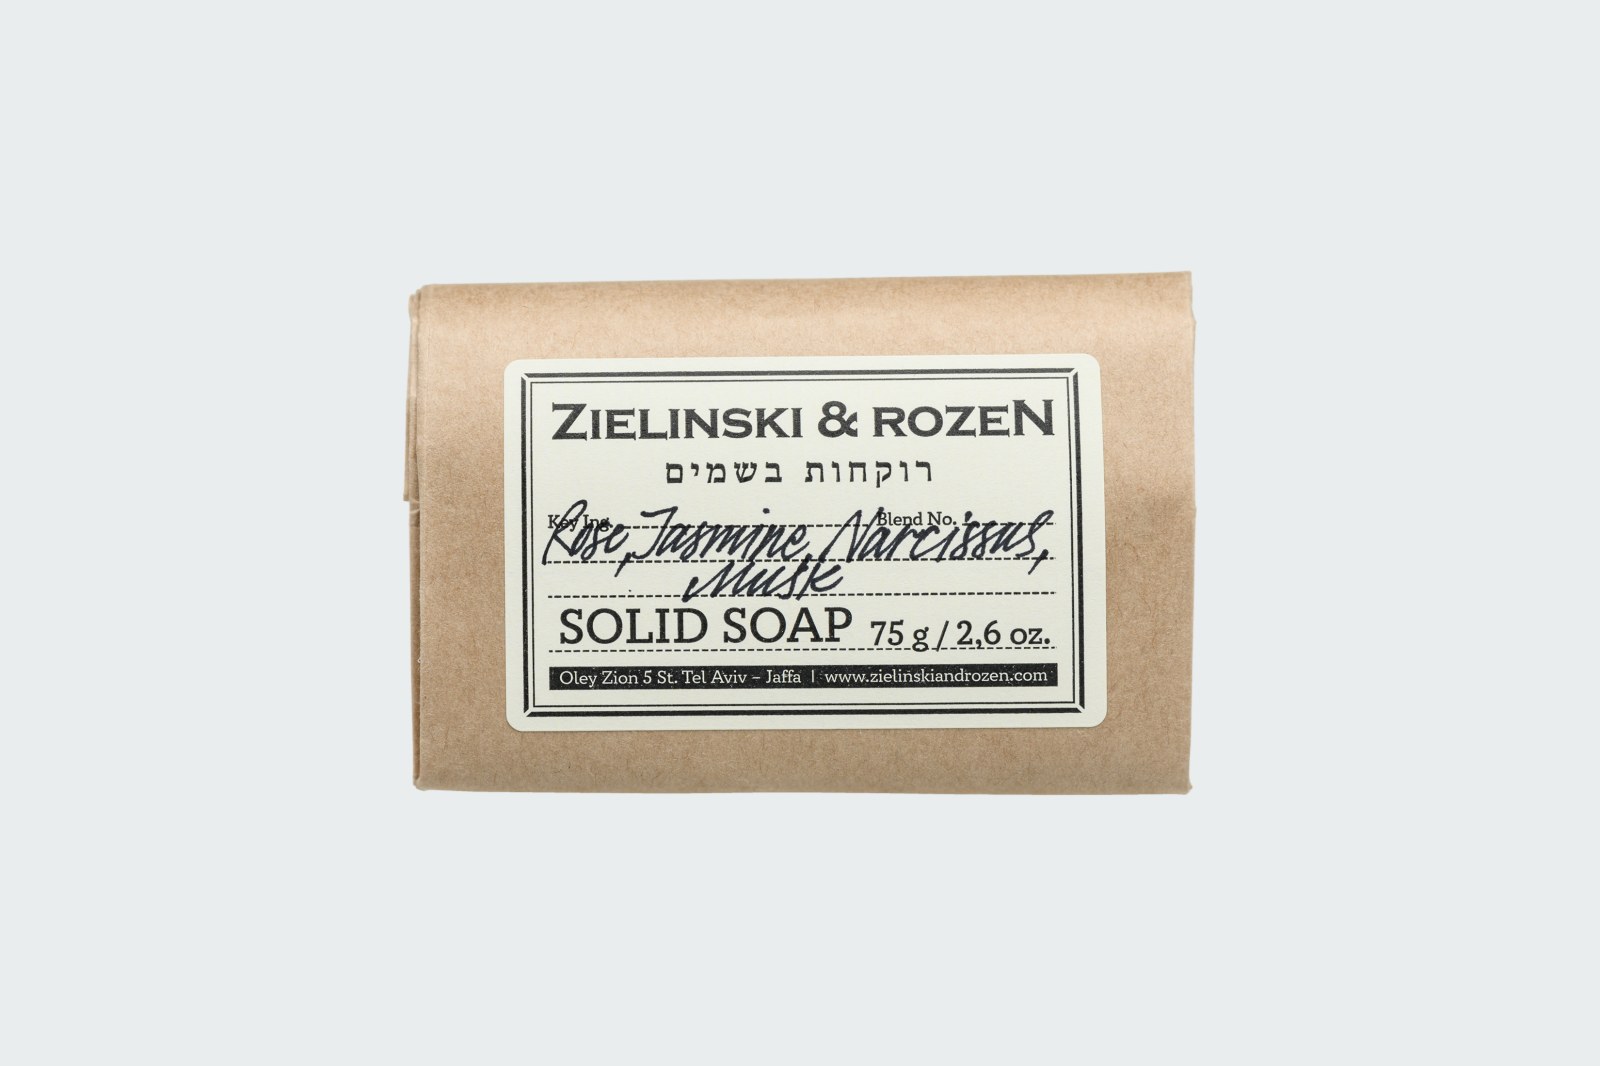 ZIELINSKI & ROZEN
רוקחות בשמים
Key Ing. Blend No.
Rose, Jasmine, Narcissus,
Musk
SOLID SOAP 75 g / 2,6 oz.
Oley Zion 5 St. Tel Aviv – Jaffa | www.zielinskiandrozen.com